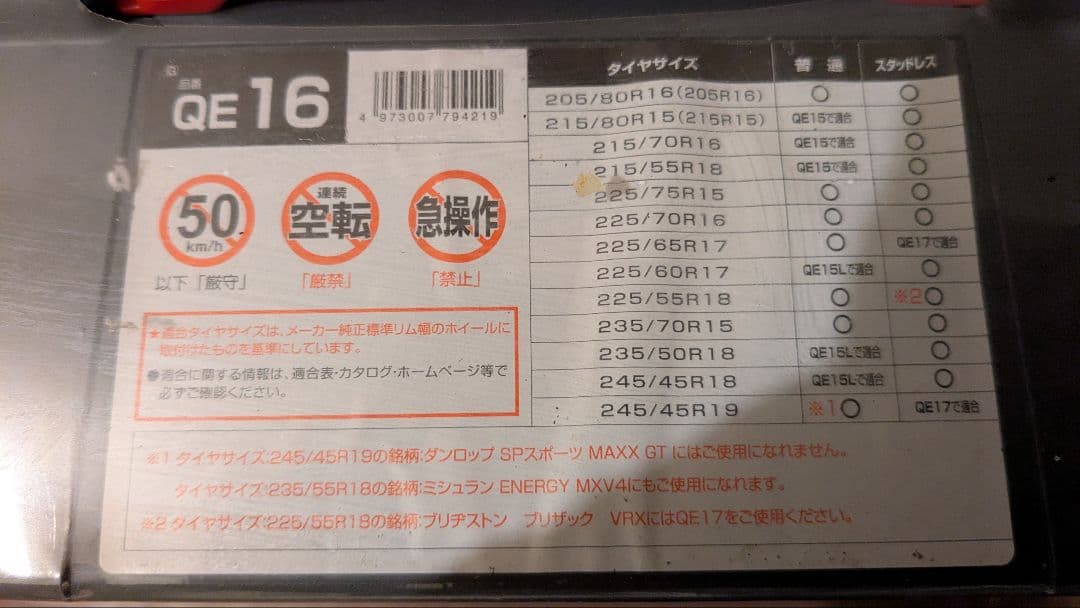 品番
QE16
4 973007 794219
50
km/h
以下「厳守」
連続
空転
「厳禁」
急操作
「禁止」
★適合タイヤサイズは、メーカー純正標準リム幅のホイールに
取付けたものを基準にしています。
●適合に関する情報は、適合表・カタログ・ホームページ等で
必ずご確認ください。
タイヤサイズ 普通 スタッドレス
205/80R16(205R16) ○ ○
215/80R15(215R15) QE15で適合 ○
215/70R16 QE15で適合 ○
215/55R18 QE15で適合 ○
225/75R15 ○ ○
225/70R16 ○ ○
225/65R17 ○ QE17で適合
225/60R17 QE15Lで適合 ○
225/55R18 ○ ※2○
235/70R15 ○ ○
235/50R18 QE15Lで適合 ○
245/45R18 QE15Lで適合 ○
245/45R19 ※1○ QE17で適合
※1 タイヤサイズ:245/45R19の銘柄:ダンロップ SPスポーツ MAXX GT にはご使用になれません。
タイヤサイズ:235/55R18の銘柄:ミシュラン ENERGY MXV4にもご使用になれます。
※2 タイヤサイズ:225/55R18の銘柄:ブリヂストン ブリザック VRXにはQE17をご使用ください。